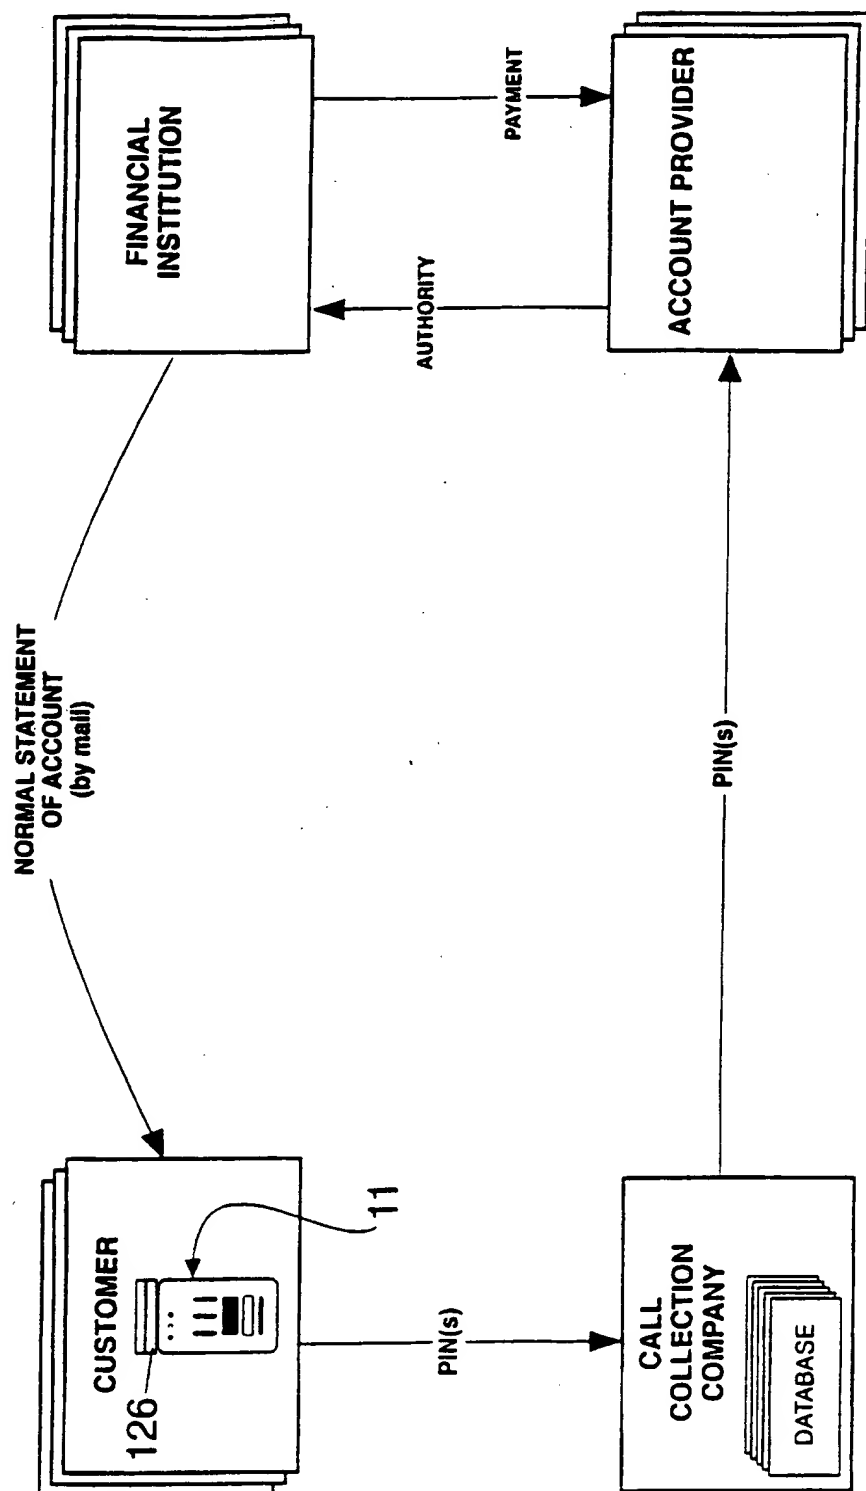 NORMAL STATEMENT
OF ACCOUNT
(by mail)
CUSTOMER
126
11
FINANCIAL
INSTITUTION
PIN(s)
AUTHORITY
PAYMENT
CALL
COLLECTION
COMPANY
DATABASE
PIN(s)
ACCOUNT PROVIDER